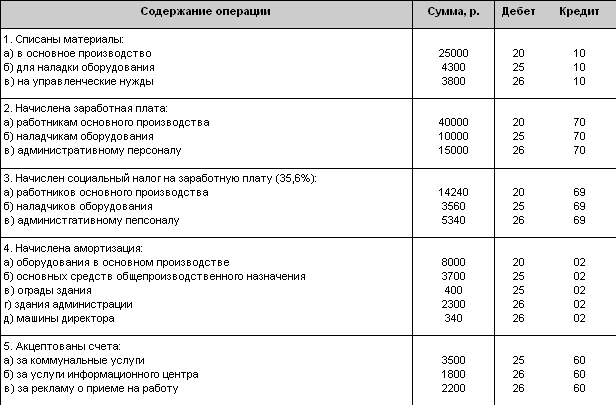 Содержание операции Сумма, р. Дебет Кредит
1. Списаны материалы:
а) в основное производство 25000 20 10
б) для наладки оборудования 4300 25 10
в) на управленческие нужды 3800 26 10
2. Начислена заработная плата:
а) работникам основного производства 40000 20 70
б) наладчикам оборудования 10000 25 70
в) административному персоналу 15000 26 70
3. Начислен социальный налог на заработную плату (35,6%):
а) работников основного производства 14240 20 69
б) наладчиков оборудования 3560 25 69
в) администгативному пепсоналу 5340 26 69
4. Начислена амортизация:
а) оборудования в основном производстве 8000 20 02
б) основных средств общепроизводственного назначения 3700 25 02
в) ограды здания 400 25 02
г) здания администрации 2300 26 02
д) машины директора 340 26 02
5. Акцептованы счета:
а) за коммунальные услуги 3500 25 60
б) за услуги информационного центра 1800 26 60
в) за рекламу о приеме на работу 2200 26 60